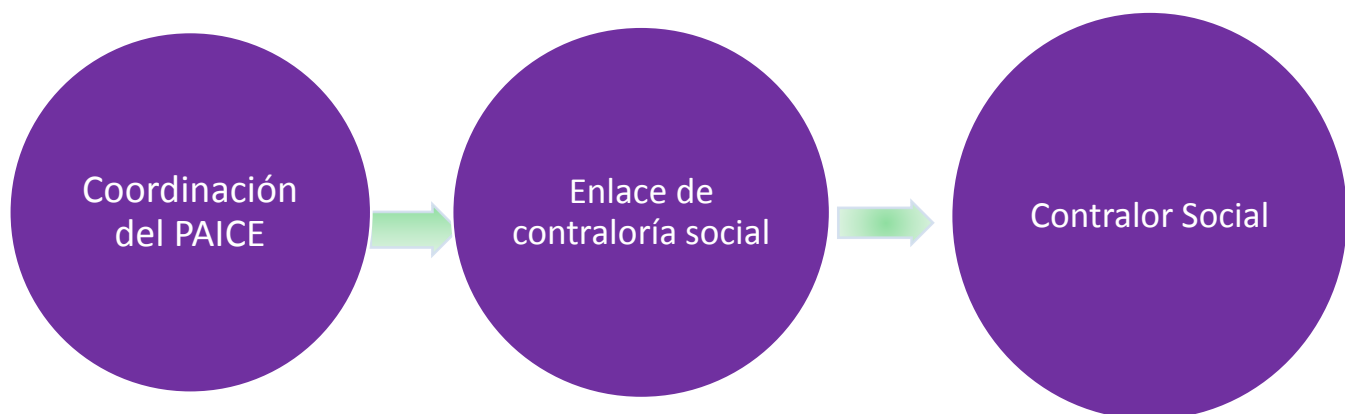 Coordinación
del PAICE
Enlace de
contraloría social
Contralor Social